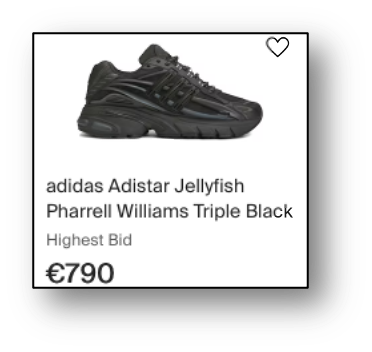 adidas Adistar Jellyfish
Pharrell Williams Triple Black
Highest Bid
€790